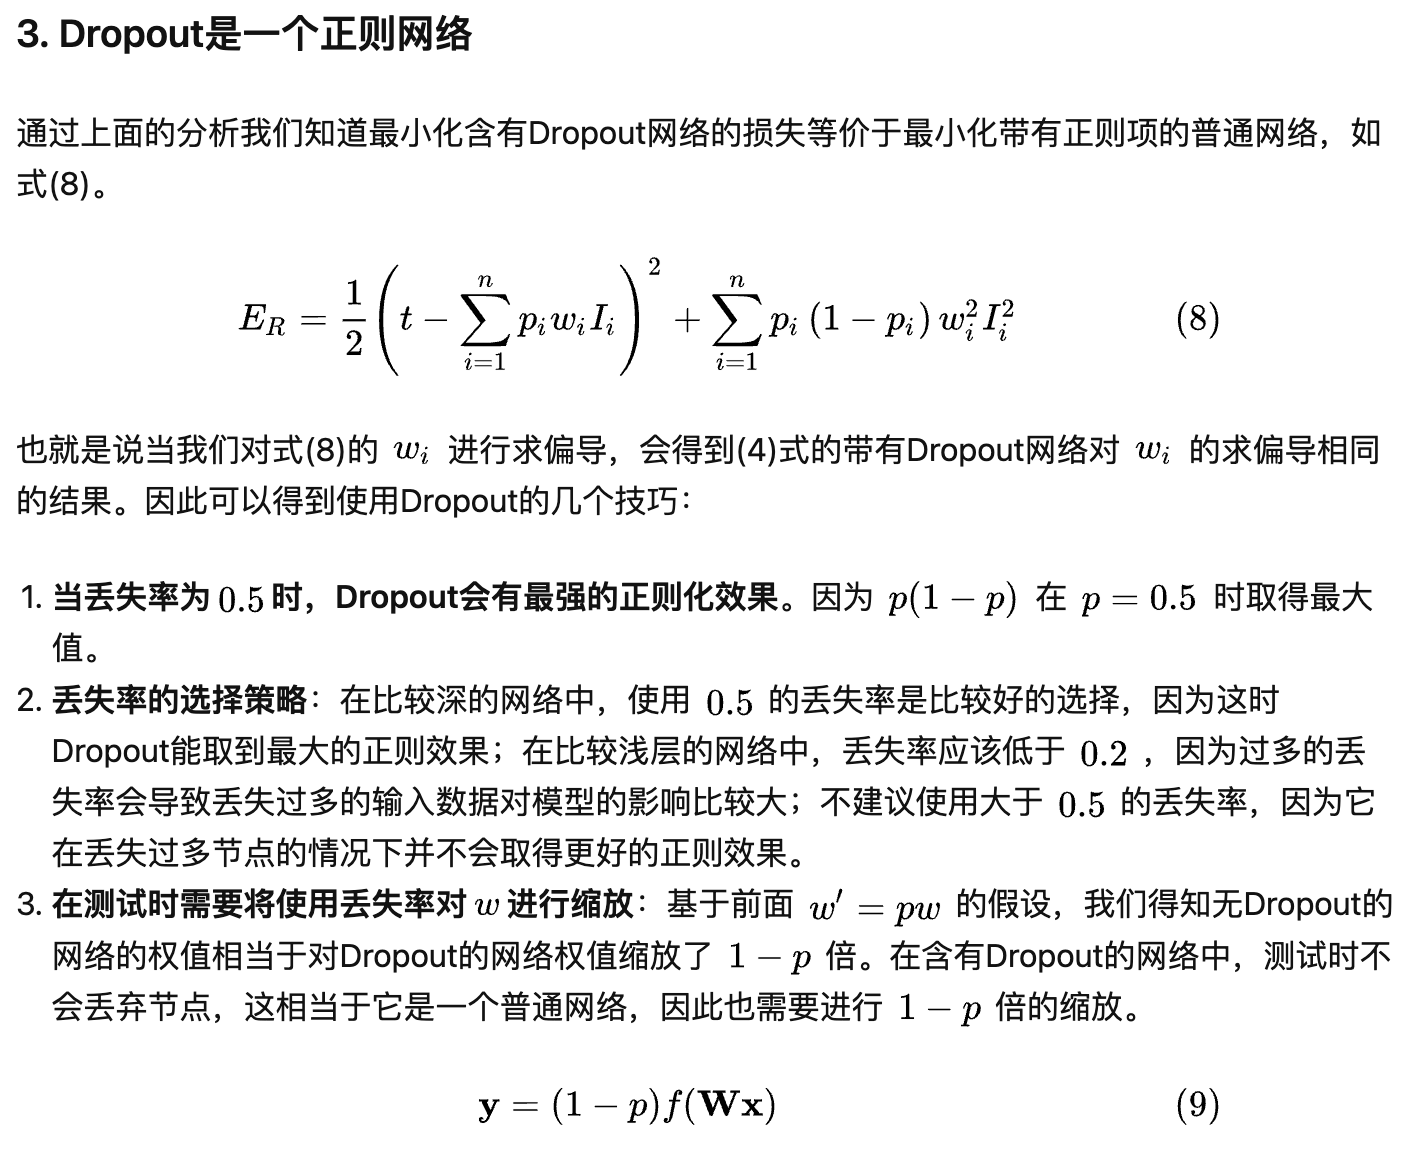 3. Dropout是一个正则网络
通过上面的分析我们知道最小化含有Dropout网络的损失等价于最小化带有正则项的普通网络，如
式(8)。
$E_R = \frac{1}{2}\left(t - \sum_{i=1}^{n} p_i w_i I_i\right)^2 + \sum_{i=1}^{n} p_i (1 - p_i) w_i^2 I_i^2$ (8)
也就是说当我们对式(8)的 $w_i$ 进行求偏导，会得到(4)式的带有Dropout网络对 $w_i$ 的求偏导相同
的结果。因此可以得到使用Dropout的几个技巧：
1. 当丢失率为 0.5 时，Dropout会有最强的正则化效果。因为 $p(1 - p)$ 在 $p = 0.5$ 时取得最大
值。
2. 丢失率的选择策略：在比较深的网络中，使用 0.5 的丢失率是比较好的选择，因为这时
Dropout能取到最大的正则效果；在比较浅层的网络中，丢失率应该低于 0.2 ，因为过多的丢
失率会导致丢失过多的输入数据对模型的影响比较大；不建议使用大于 0.5 的丢失率，因为它
在丢失过多节点的情况下并不会取得更好的正则效果。
3. 在测试时需要将使用丢失率对 $w$ 进行缩放：基于前面 $w' = pw$ 的假设，我们得知无Dropout的
网络的权值相当于对Dropout的网络权值缩放了 $1 - p$ 倍。在含有Dropout的网络中，测试时不
会丢弃节点，这相当于它是一个普通网络，因此也需要进行 $1 - p$ 倍的缩放。
$\mathbf{y} = (1 - p) f(\mathbf{W}\mathbf{x})$ (9)